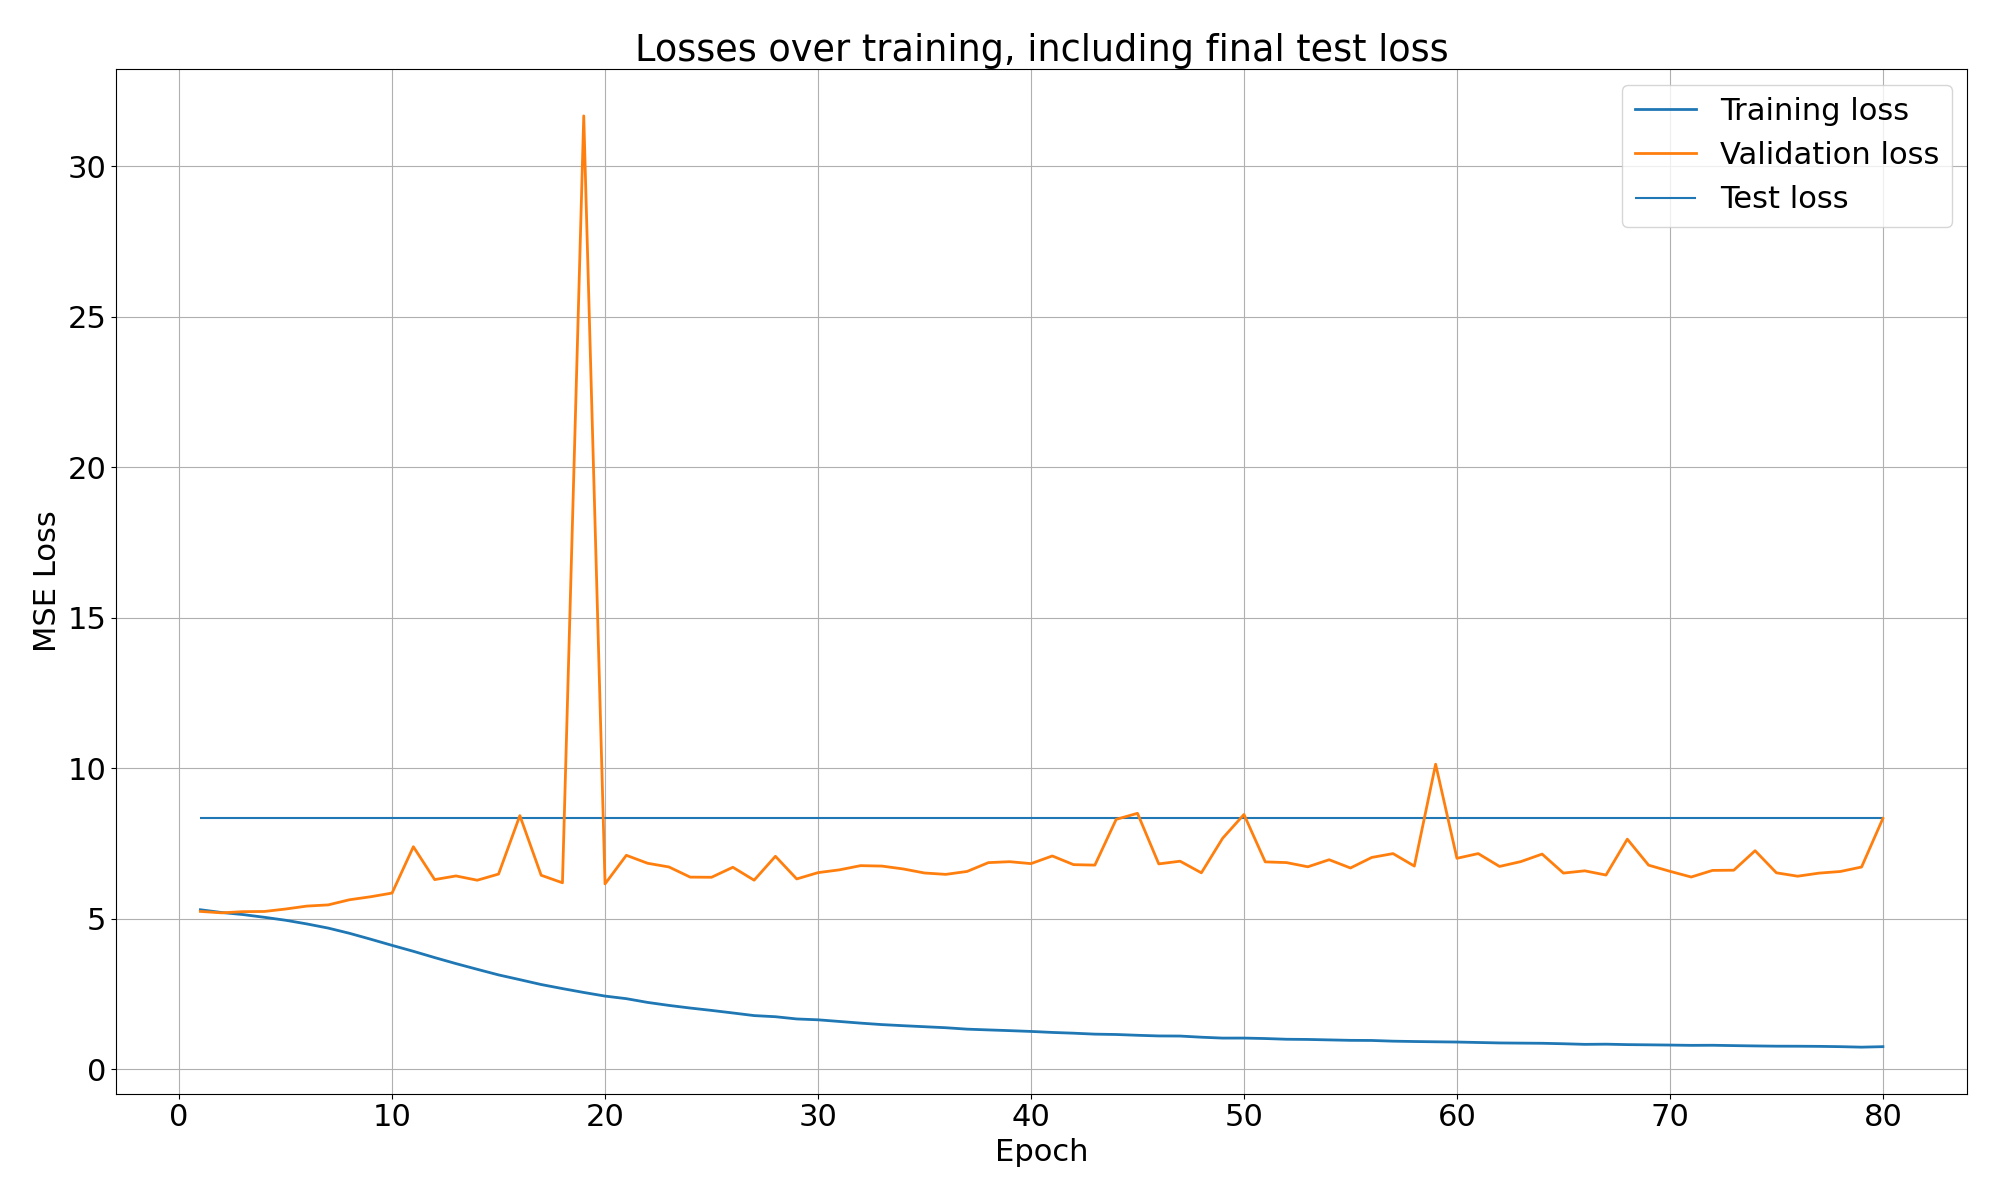 Losses over training, including final test loss
Training loss
Validation loss
Test loss
MSE Loss
30
25
20
15
10
5
0
0 10 20 30 40 50 60 70 80
Epoch